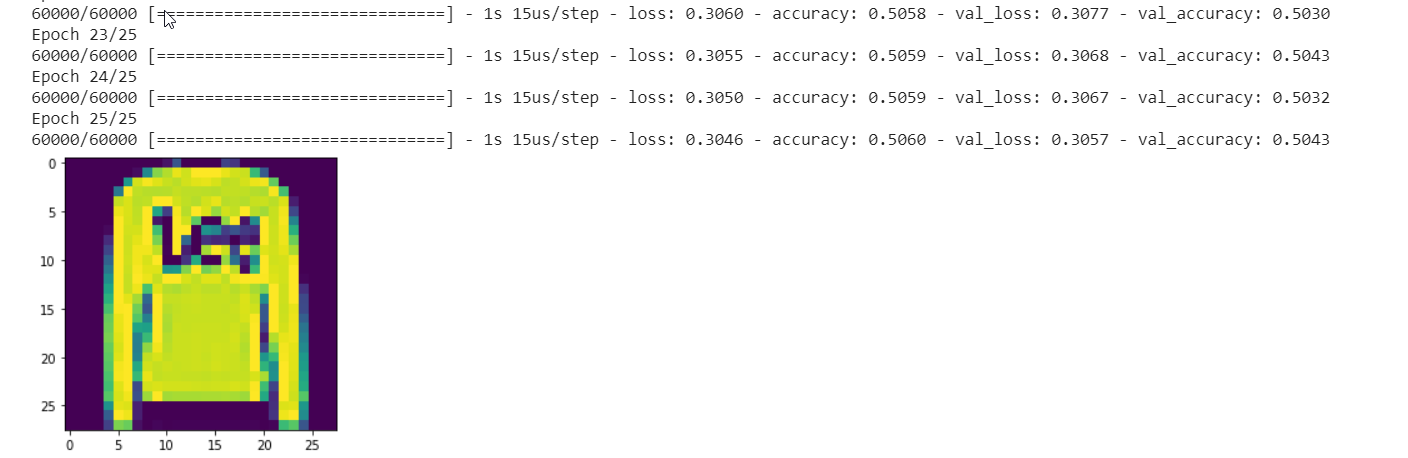 60000/60000 [==============================] - 1s 15us/step - loss: 0.3060 - accuracy: 0.5058 - val_loss: 0.3077 - val_accuracy: 0.5030
Epoch 23/25
60000/60000 [==============================] - 1s 15us/step - loss: 0.3055 - accuracy: 0.5059 - val_loss: 0.3068 - val_accuracy: 0.5043
Epoch 24/25
60000/60000 [==============================] - 1s 15us/step - loss: 0.3050 - accuracy: 0.5059 - val_loss: 0.3067 - val_accuracy: 0.5032
Epoch 25/25
60000/60000 [==============================] - 1s 15us/step - loss: 0.3046 - accuracy: 0.5060 - val_loss: 0.3057 - val_accuracy: 0.5043
0
5
10
15
20
25
0 5 10 15 20 25